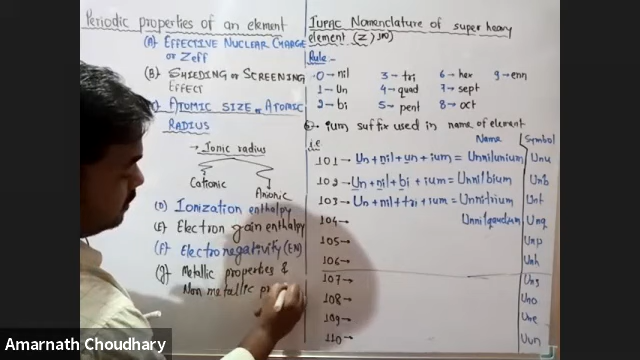 Periodic properties of an element
(A) EFFECTIVE NUCLEAR CHARGE
or Zeff
(B) SHIEDING or SCREENING
EFFECT
ATOMIC SIZE or ATOMIC
RADIUS
→ Ionic radius
Cationic
Anionic
(D) Ionization enthalpy
(E) Electron gain enthalpy
(F) Electronegativity (EN)
(g) Metallic properties &
Non metallic pro
IUPAC Nomenclature of super heavy
element (Z > 100)
Rule -
0 - nil 3 - tri 6 - hex 9 - enn
1 - Un 4 - quad 7 - sept
2 - bi 5 - pent 8 - oct
→ ium suffix used in name of element
i.e Name Symbol
101 → Un + nil + un + ium = Unnilunium Unu
102 → Un + nil + bi + ium = Unnilbium Unb
103 → Un + nil + tri + ium = Unniltrium Unt
104 → Unq
105 → Unp
106 → Unh
107 → Uns
108 → Uno
109 → Une
110 → Uun
Amarnath Choudhary